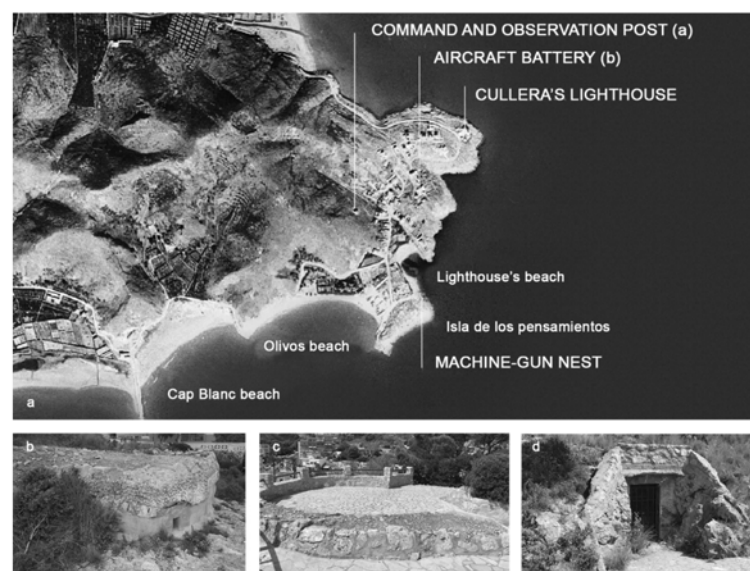 COMMAND AND OBSERVATION POST (a)
AIRCRAFT BATTERY (b)
CULLERA'S LIGHTHOUSE
Lighthouse's beach
Isla de los pensamientos
Olivos beach
MACHINE-GUN NEST
Cap Blanc beach
a
b
c
d